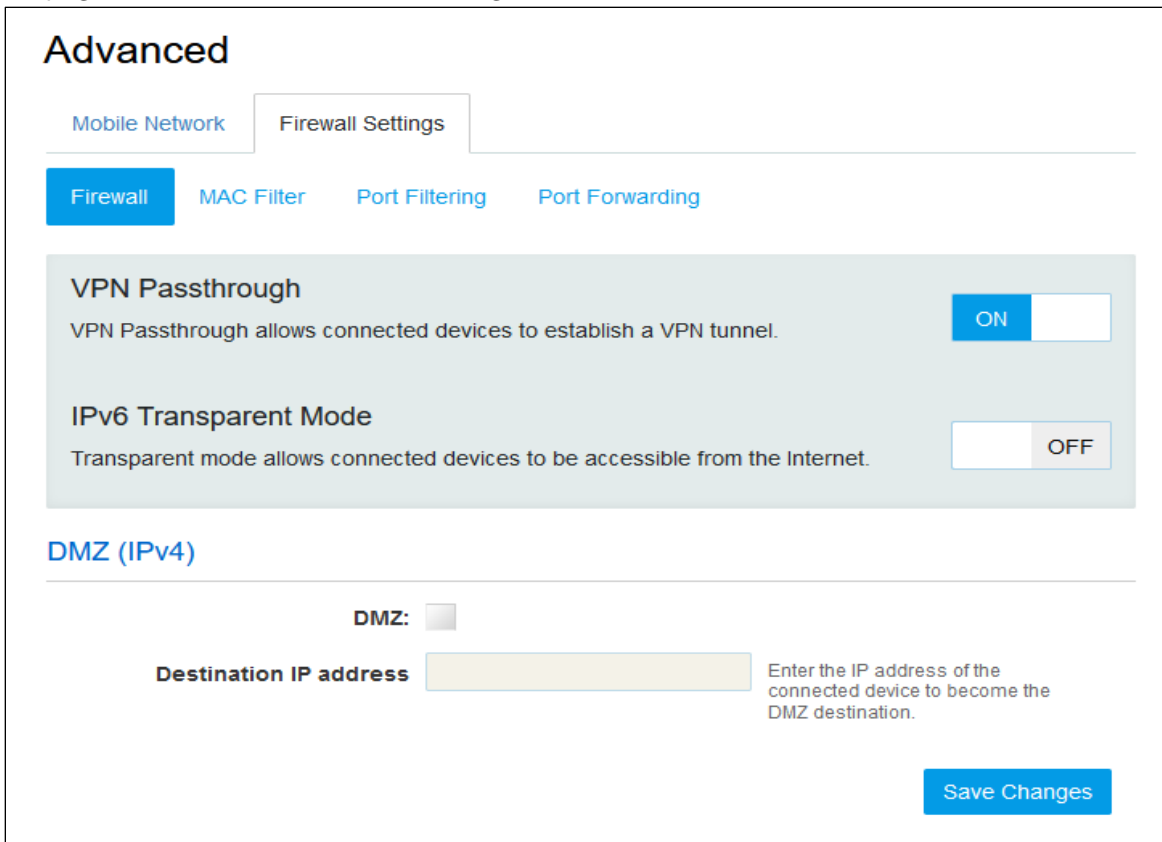 Advanced
Mobile Network Firewall Settings
Firewall MAC Filter Port Filtering Port Forwarding
VPN Passthrough
VPN Passthrough allows connected devices to establish a VPN tunnel.
ON
IPv6 Transparent Mode
Transparent mode allows connected devices to be accessible from the Internet.
OFF
DMZ (IPv4)
DMZ:
Destination IP address
Enter the IP address of the
connected device to become the
DMZ destination.
Save Changes